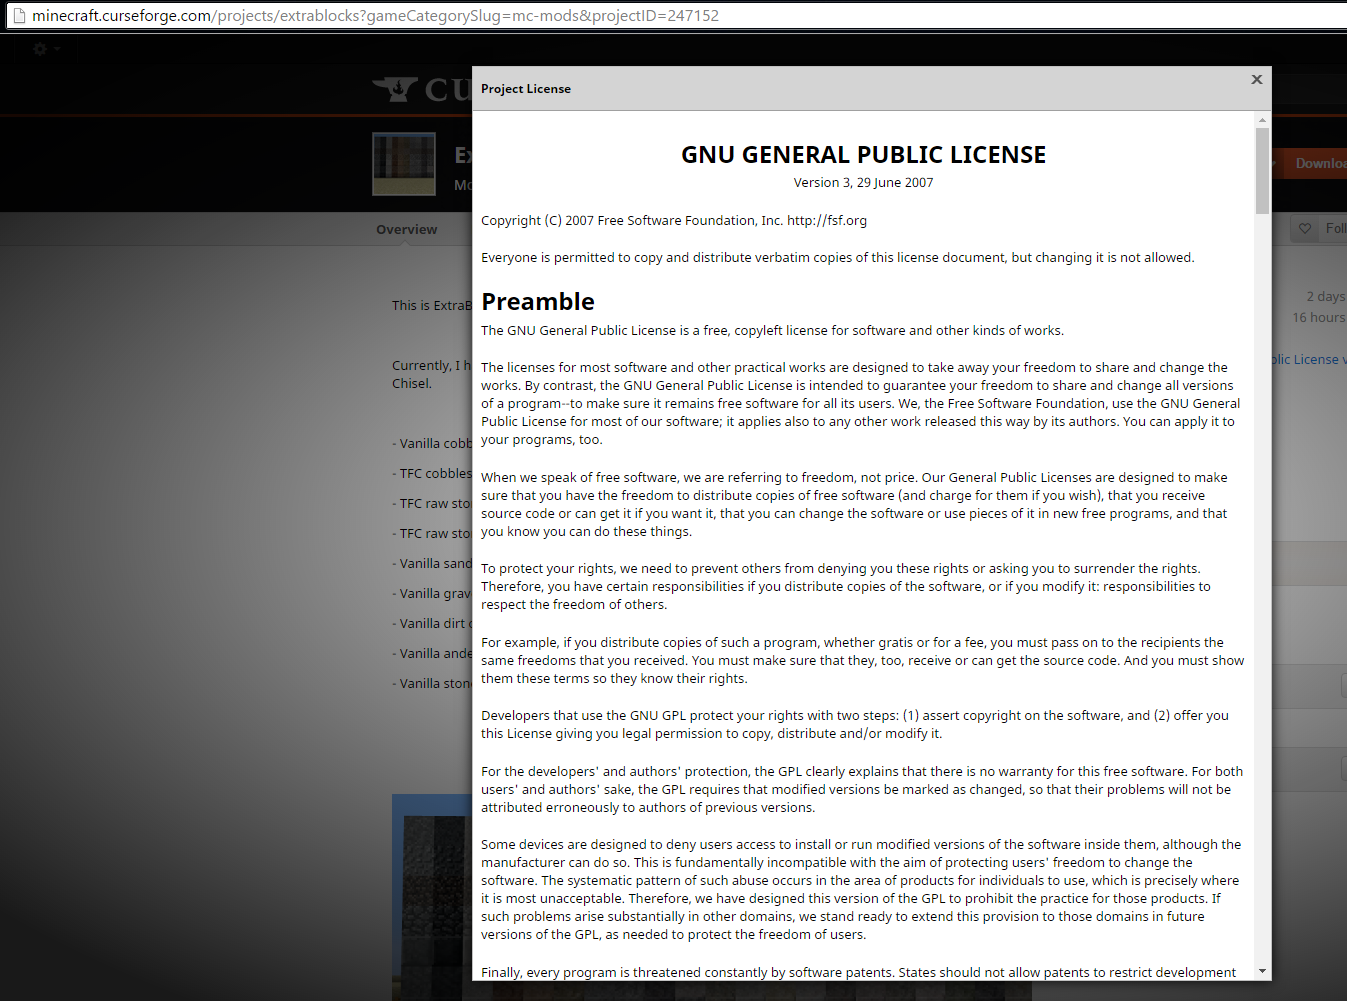 minecraft.curseforge.com/projects/extrablocks?gameCategorySlug=mc-mods&projectID=247152
CU
Project License
Ex
Mo
Downloa
Overview
Foll
This is ExtraB
2 days
16 hours
blic License v
Currently, I h
Chisel.
- Vanilla cobb
- TFC cobbles
- TFC raw sto
- TFC raw sto
- Vanilla sand
- Vanilla grav
- Vanilla dirt
- Vanilla ande
- Vanilla ston
GNU GENERAL PUBLIC LICENSE
Version 3, 29 June 2007
Copyright (C) 2007 Free Software Foundation, Inc. http://fsf.org
Everyone is permitted to copy and distribute verbatim copies of this license document, but changing it is not allowed.
Preamble
The GNU General Public License is a free, copyleft license for software and other kinds of works.
The licenses for most software and other practical works are designed to take away your freedom to share and change the
works. By contrast, the GNU General Public License is intended to guarantee your freedom to share and change all versions
of a program--to make sure it remains free software for all its users. We, the Free Software Foundation, use the GNU General
Public License for most of our software; it applies also to any other work released this way by its authors. You can apply it to
your programs, too.
When we speak of free software, we are referring to freedom, not price. Our General Public Licenses are designed to make
sure that you have the freedom to distribute copies of free software (and charge for them if you wish), that you receive
source code or can get it if you want it, that you can change the software or use pieces of it in new free programs, and that
you know you can do these things.
To protect your rights, we need to prevent others from denying you these rights or asking you to surrender the rights.
Therefore, you have certain responsibilities if you distribute copies of the software, or if you modify it: responsibilities to
respect the freedom of others.
For example, if you distribute copies of such a program, whether gratis or for a fee, you must pass on to the recipients the
same freedoms that you received. You must make sure that they, too, receive or can get the source code. And you must show
them these terms so they know their rights.
Developers that use the GNU GPL protect your rights with two steps: (1) assert copyright on the software, and (2) offer you
this License giving you legal permission to copy, distribute and/or modify it.
For the developers' and authors' protection, the GPL clearly explains that there is no warranty for this free software. For both
users' and authors' sake, the GPL requires that modified versions be marked as changed, so that their problems will not be
attributed erroneously to authors of previous versions.
Some devices are designed to deny users access to install or run modified versions of the software inside them, although the
manufacturer can do so. This is fundamentally incompatible with the aim of protecting users' freedom to change the
software. The systematic pattern of such abuse occurs in the area of products for individuals to use, which is precisely where
it is most unacceptable. Therefore, we have designed this version of the GPL to prohibit the practice for those products. If
such problems arise substantially in other domains, we stand ready to extend this provision to those domains in future
versions of the GPL, as needed to protect the freedom of users.
Finally, every program is threatened constantly by software patents. States should not allow patents to restrict development